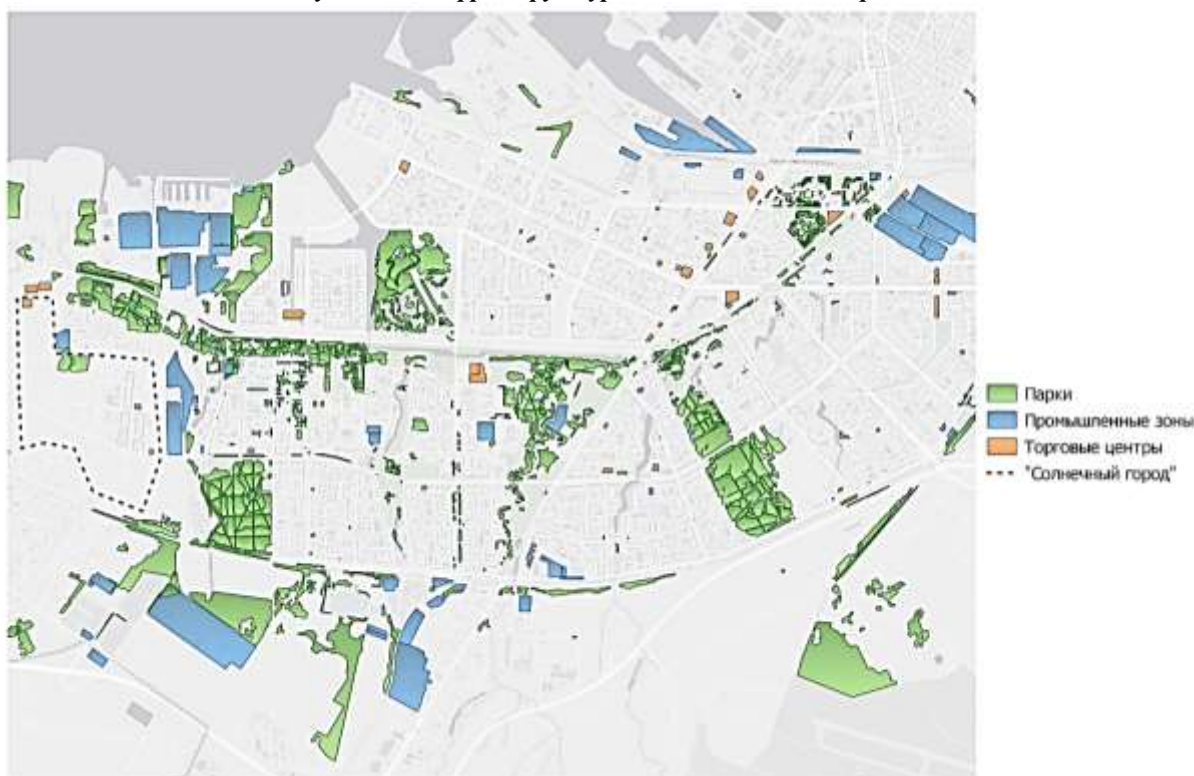 Парки
Промышленные зоны
Торговые центры
"Солнечный город"